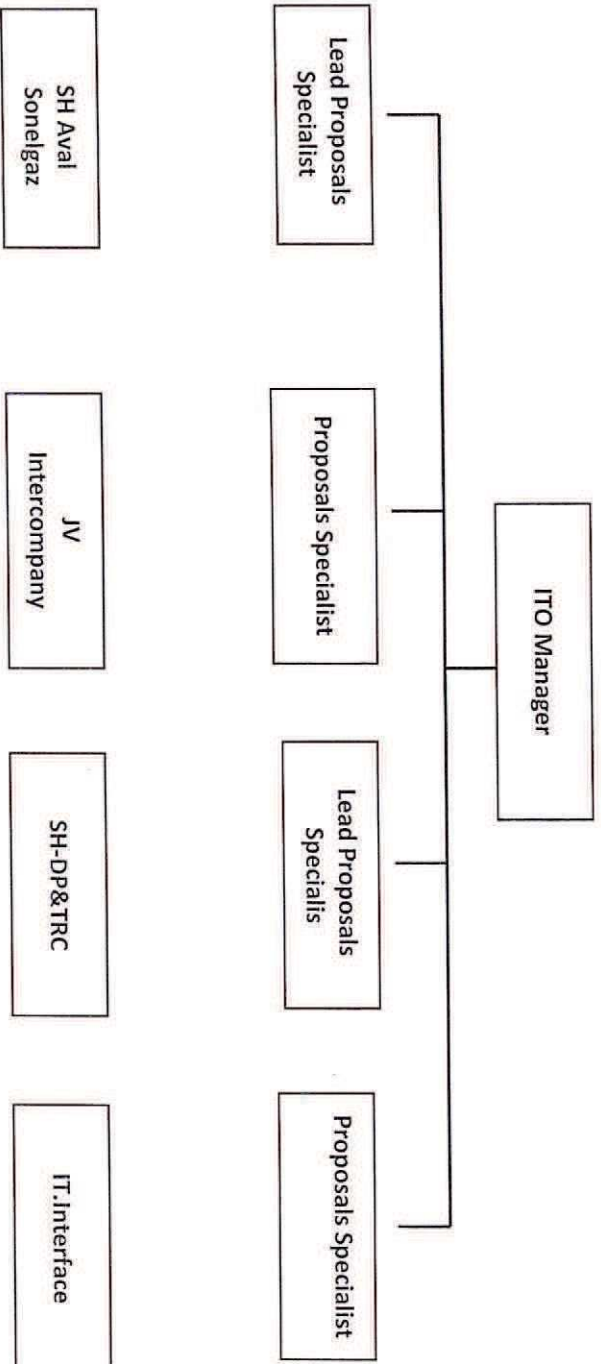 ITO Manager
Lead Proposals
Specialist
Proposals Specialist
Lead Proposals
Specialis
Proposals Specialist
SH Aval
Sonelgaz
JV
Intercompany
SH-DP&TRC
IT.Interface